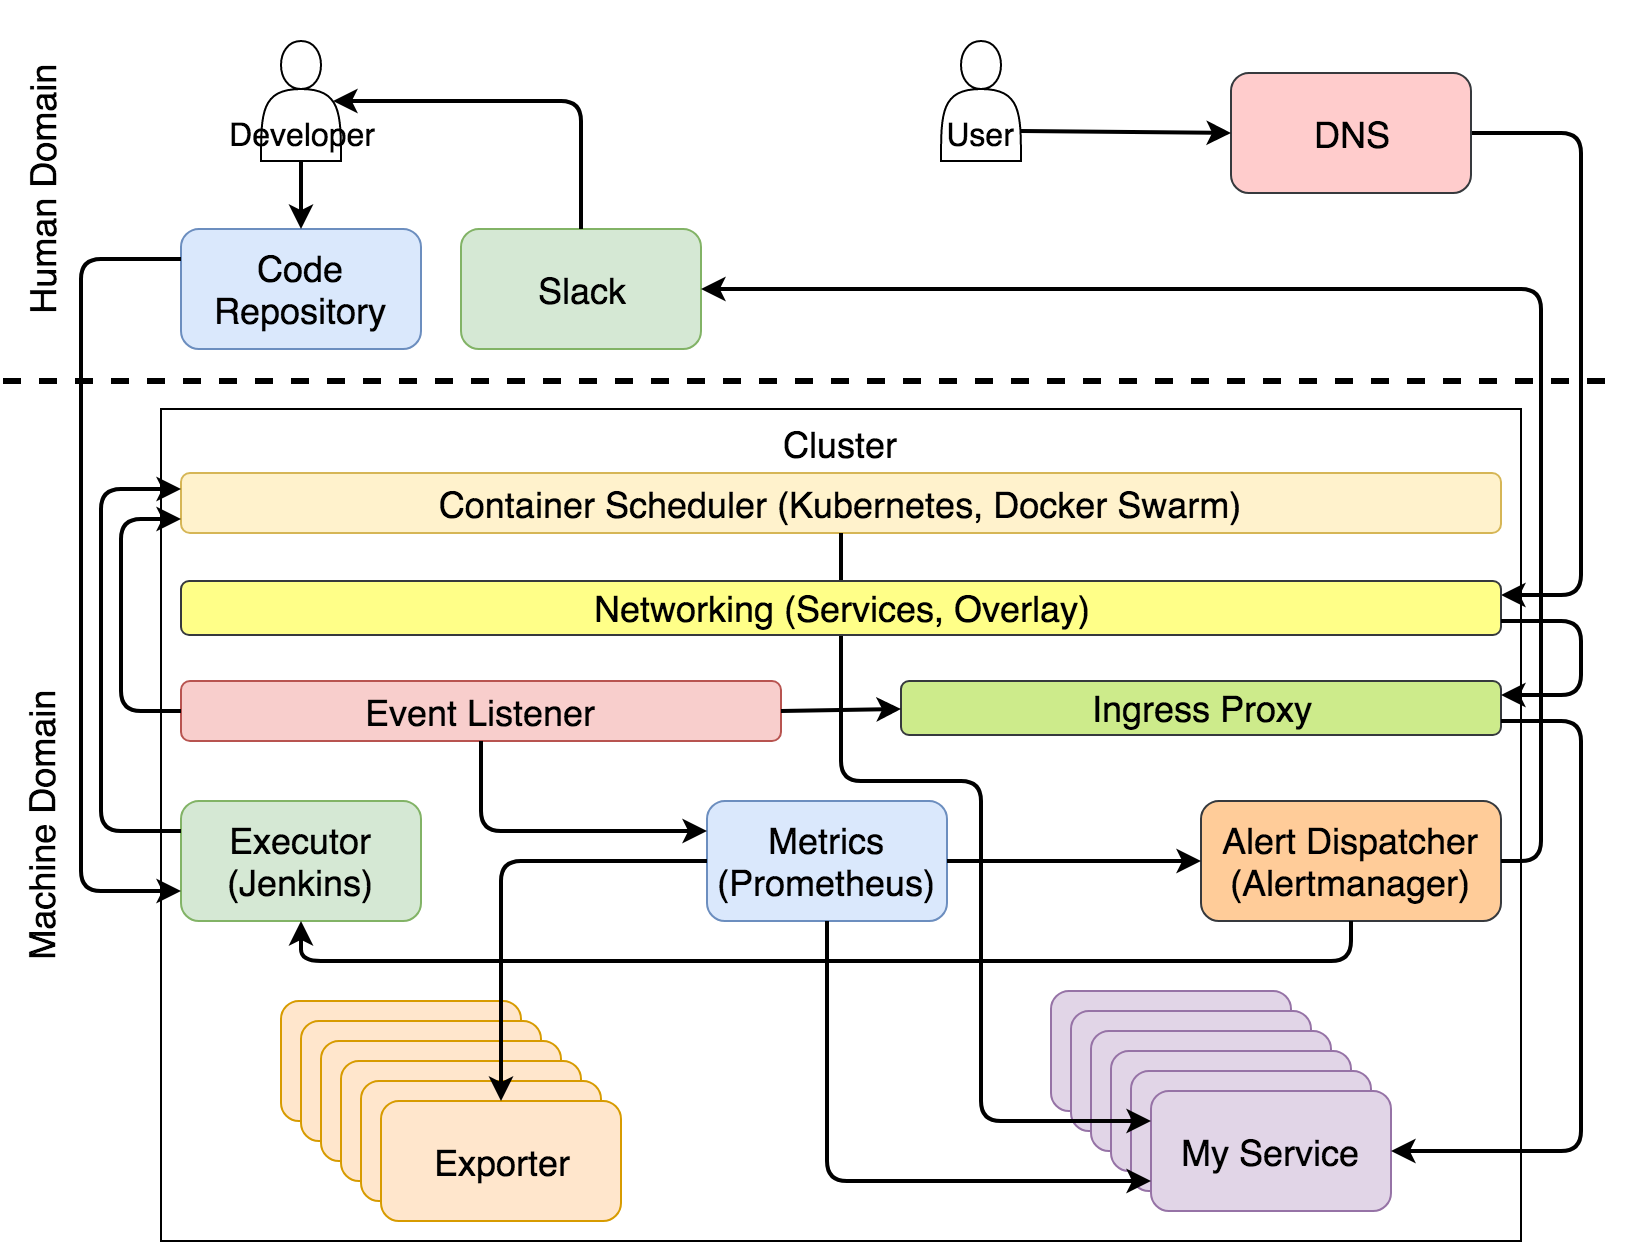 Human Domain
Developer
User
DNS
Code
Repository
Slack
Machine Domain
Cluster
Container Scheduler (Kubernetes, Docker Swarm)
Networking (Services, Overlay)
Event Listener
Ingress Proxy
Executor
(Jenkins)
Metrics
(Prometheus)
Alert Dispatcher
(Alertmanager)
Exporter
My Service